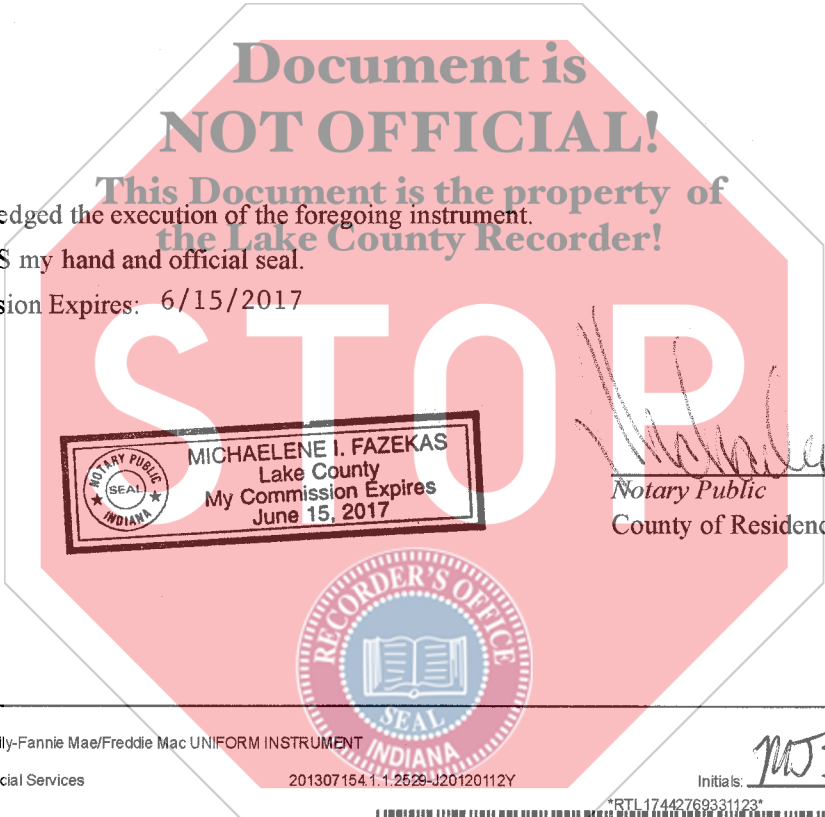 Document is
NOT OFFICIAL!
This Document is the property of
the Lake County Recorder!
edged the execution of the foregoing instrument.
S my hand and official seal.
sion Expires: 6/15/2017
STOP
NOTARY PUBLIC
SEAL
INDIANA
MICHAELENE I. FAZEKAS
Lake County
My Commission Expires
June 15, 2017
Notary Public
County of Residenc
RECORDER'S OFFICE
SEAL
INDIANA
ily-Fannie Mae/Freddie Mac UNIFORM INSTRUMENT
cial Services
201307154.1.1.2529-J20120112Y
Initials:
*RTL17442769331123*